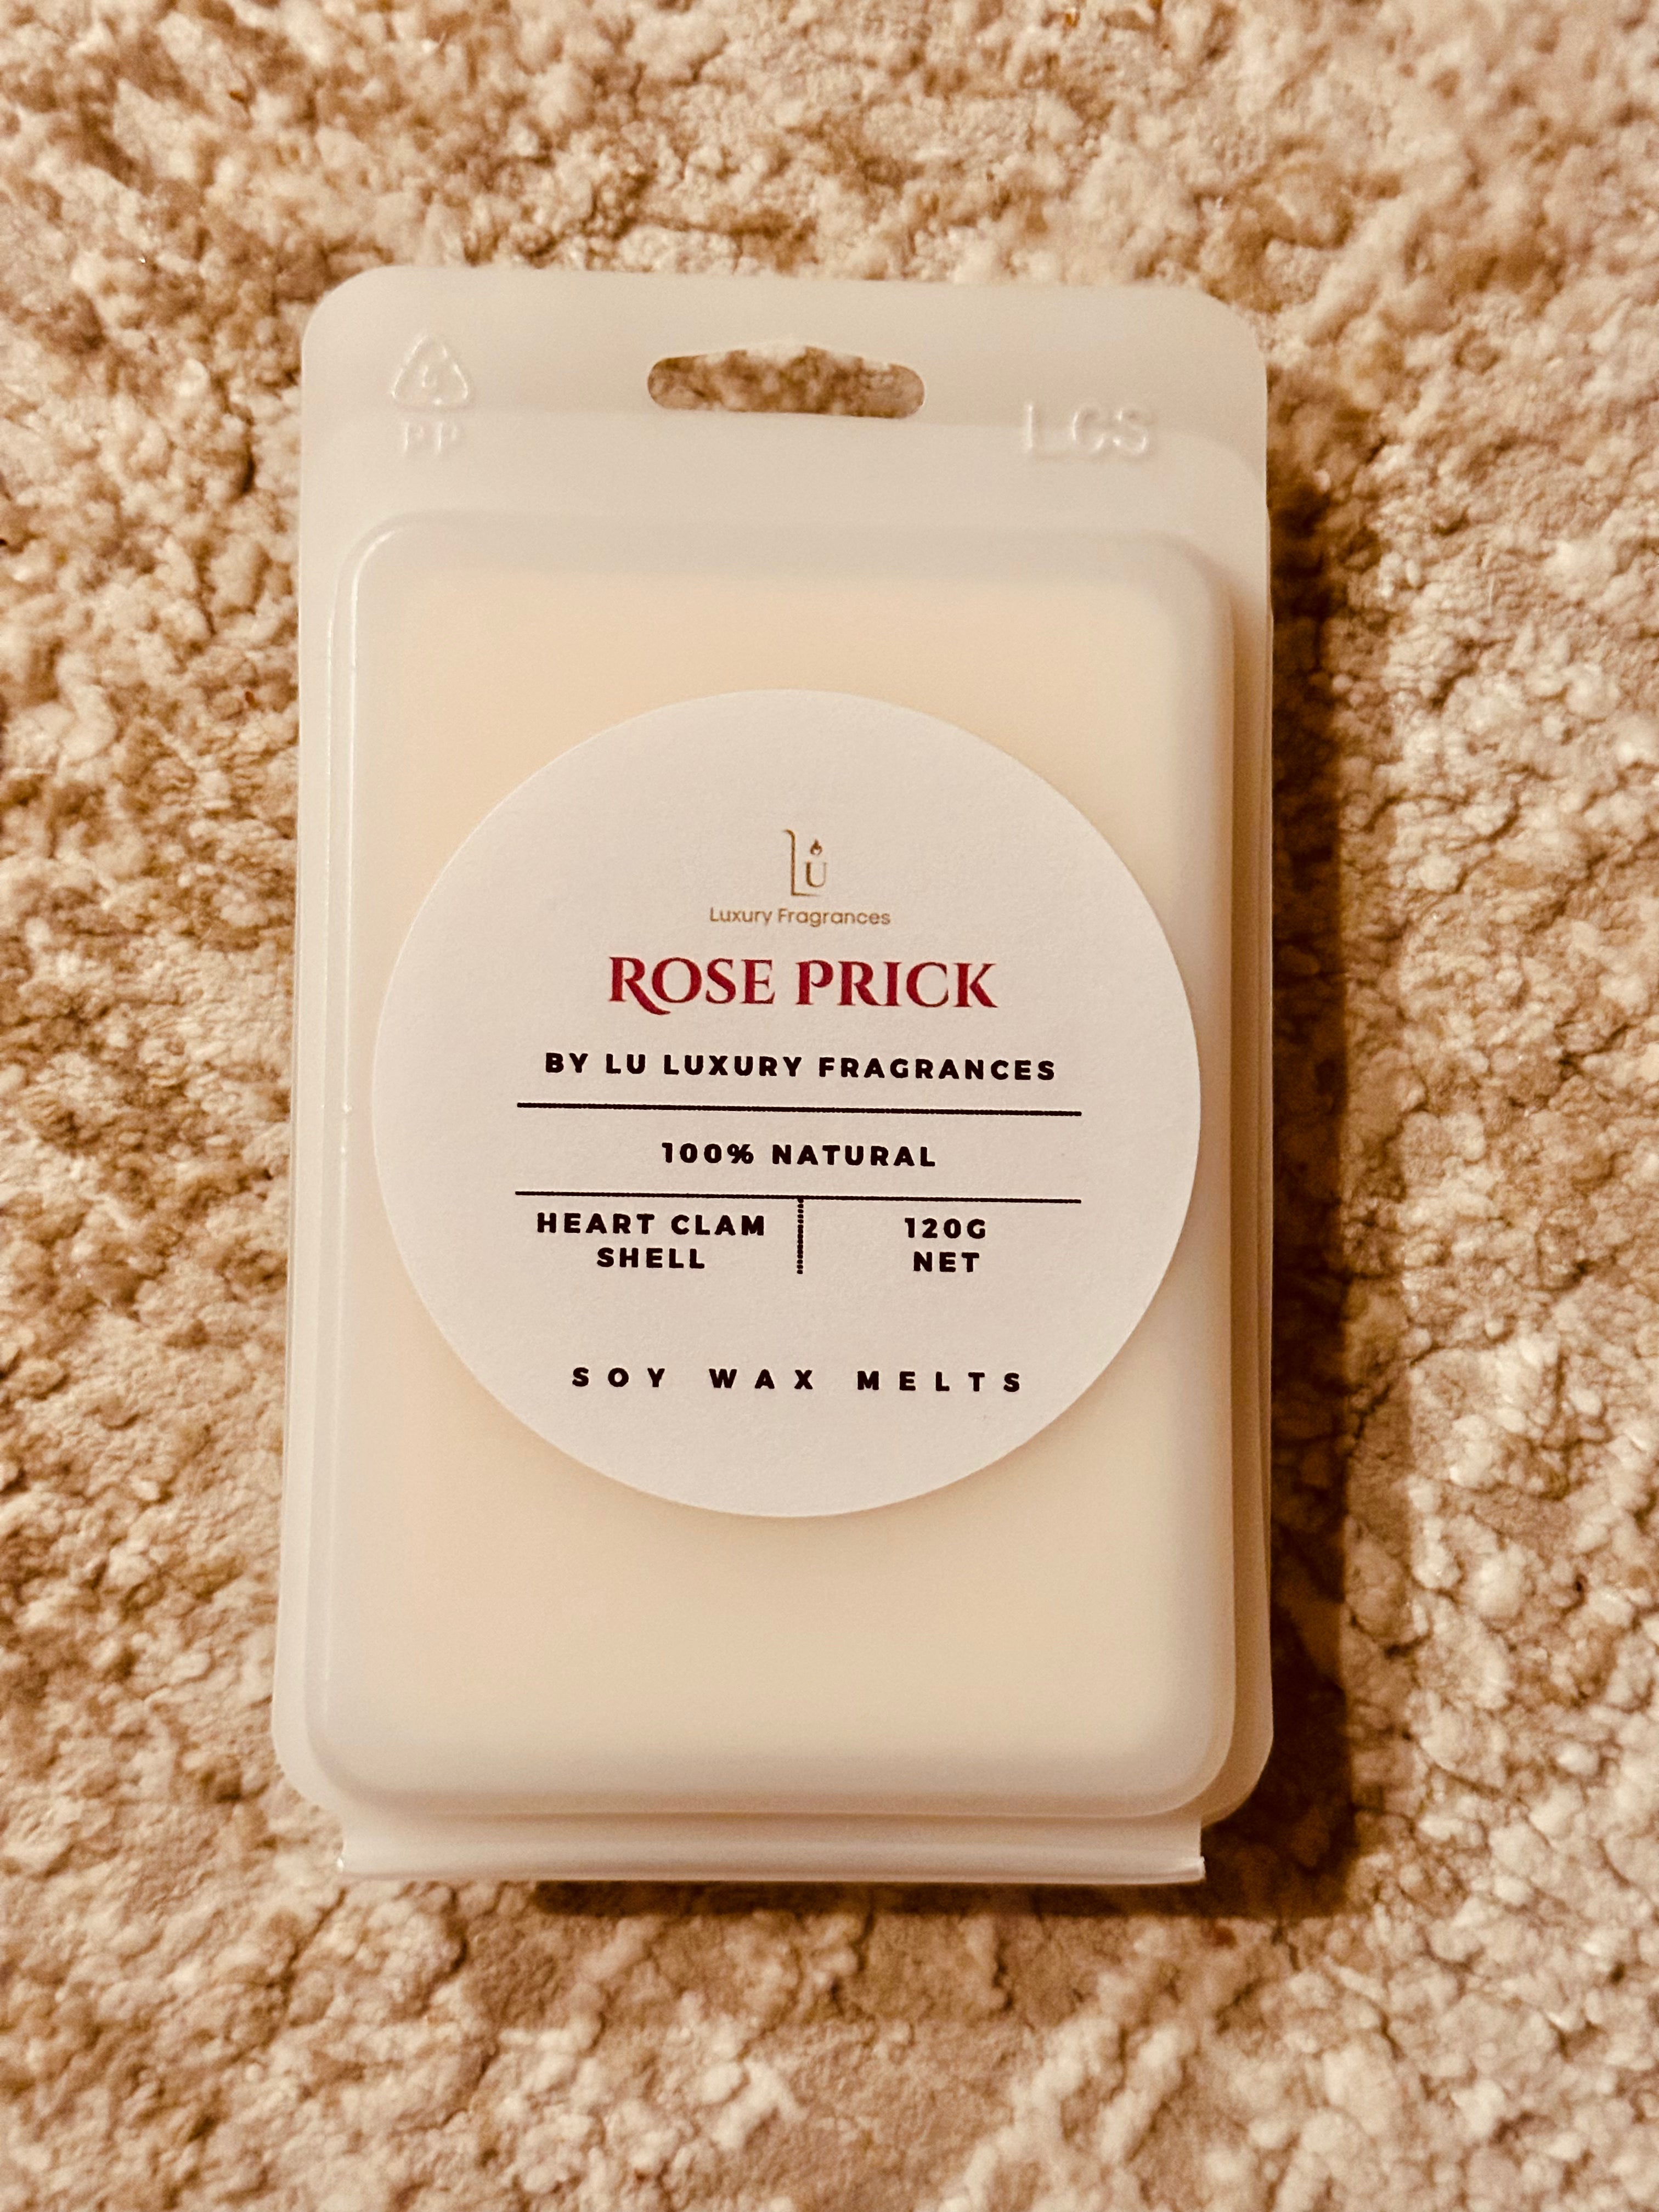 PP
LCS
LU
Luxury Fragrances
ROSE PRICK
BY LU LUXURY FRAGRANCES
100% NATURAL
HEART CLAM
SHELL
120G
NET
SOY WAX MELTS